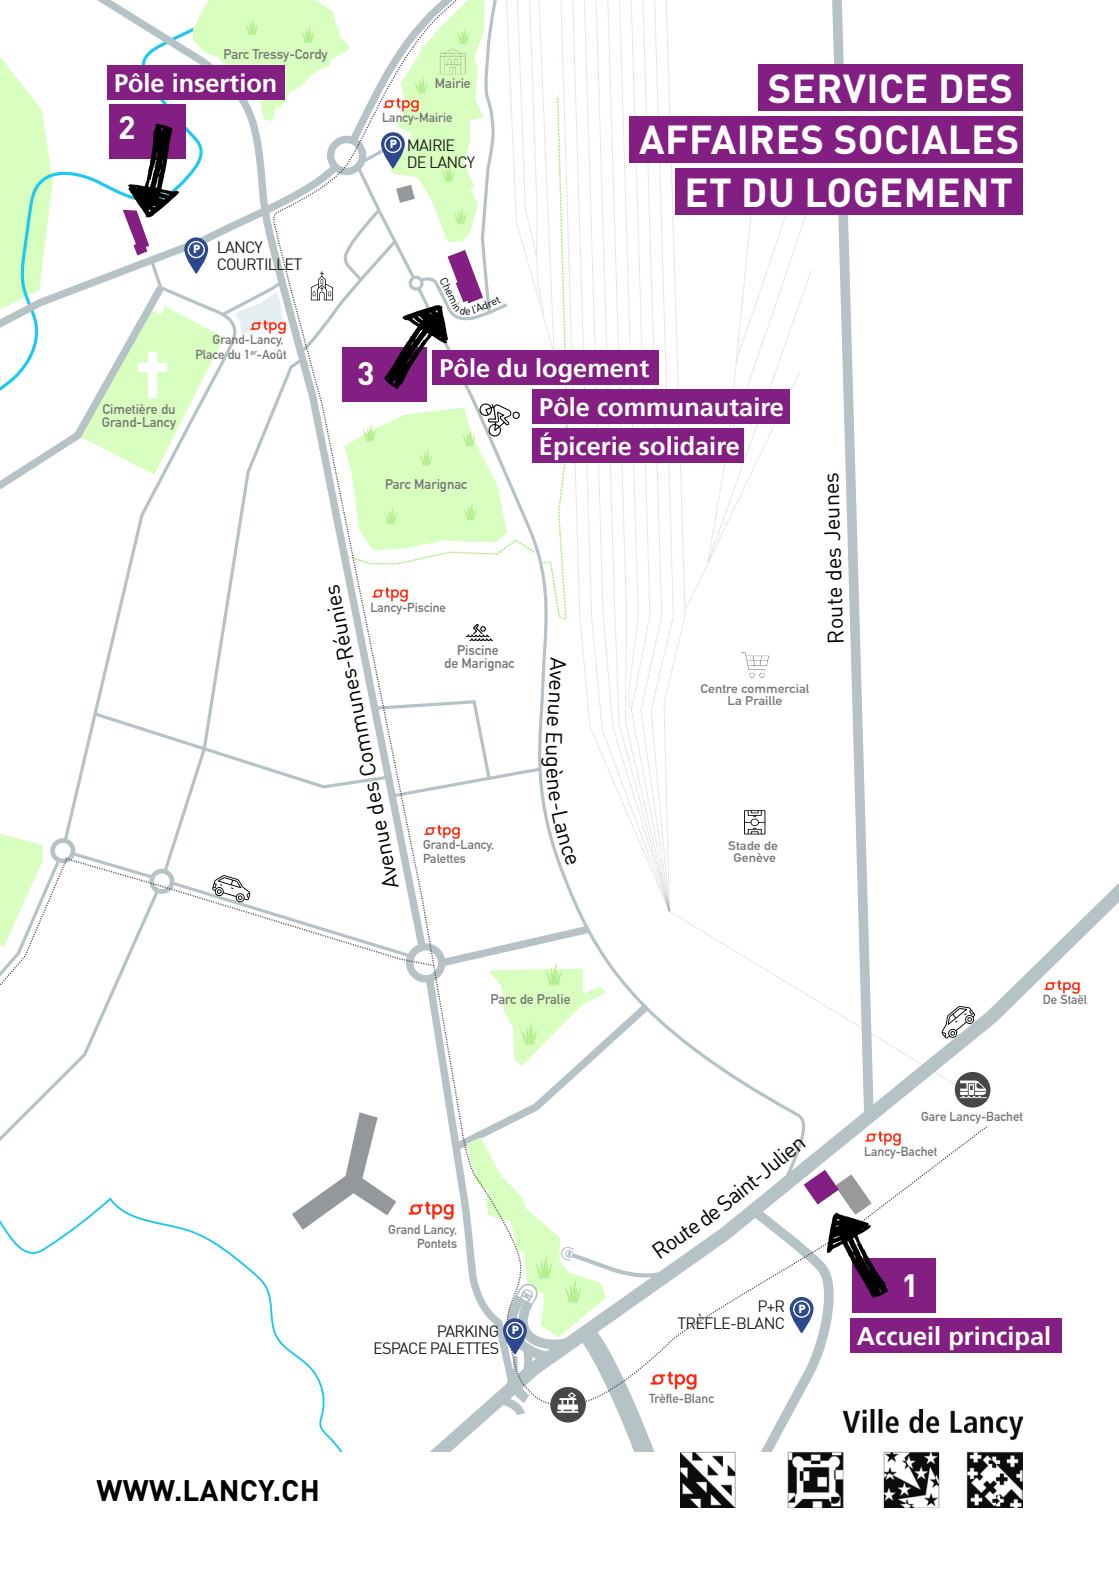 Parc Tressy-Cordy
Pôle insertion
2
tpg
Lancy-Mairie
Mairie
P
MAIRIE
DE LANCY
SERVICE DES
AFFAIRES SOCIALES
ET DU LOGEMENT
P
LANCY
COURTILLET
tpg
Grand-Lancy,
Place du 1er-Août
Chemin de l'Adret
3
Pôle du logement
Pôle communautaire
Épicerie solidaire
Cimetière du
Grand-Lancy
Parc Marignac
Route des Jeunes
Avenue des Communes-Réunies
tpg
Lancy-Piscine
Piscine
de Marignac
Avenue Eugène-Lance
Centre commercial
La Praille
tpg
Grand-Lancy,
Palettes
Stade de
Genève
Parc de Pralie
tpg
De Staël
Gare Lancy-Bachet
tpg
Lancy-Bachet
Route de Saint-Julien
tpg
Grand Lancy,
Pontets
1
Accueil principal
P+R
TRÈFLE-BLANC
P
PARKING
ESPACE PALETTES
P
tpg
Trèfle-Blanc
Ville de Lancy
WWW.LANCY.CH